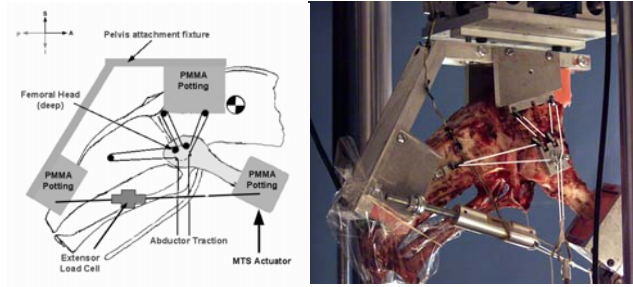 S
P
A
I
Pelvis attachment fixture
PMMA
Potting
Femoral Head
(deep)
PMMA
Potting
PMMA
Potting
Abductor Traction
Extensor
Load Cell
MTS Actuator